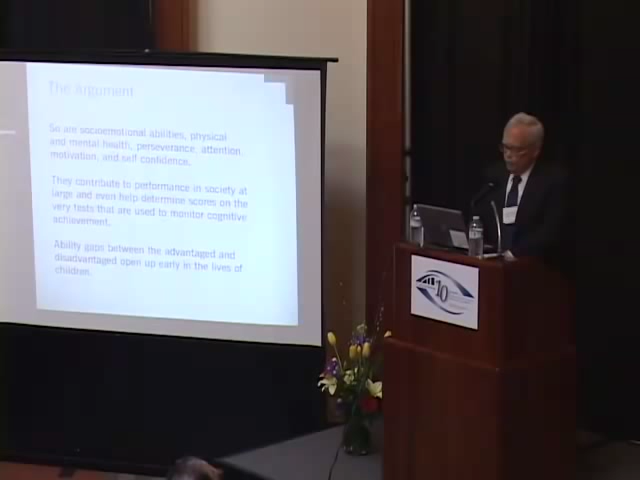 The Argument
So are socioemotional abilities, physical
and mental health, perseverance, attention,
motivation, and self confidence.
They contribute to performance in society at
large and even help determine scores on the
very tests that are used to monitor cognitive
achievement.
Ability gaps between the advantaged and
disadvantaged open up early in the lives of
children.
10